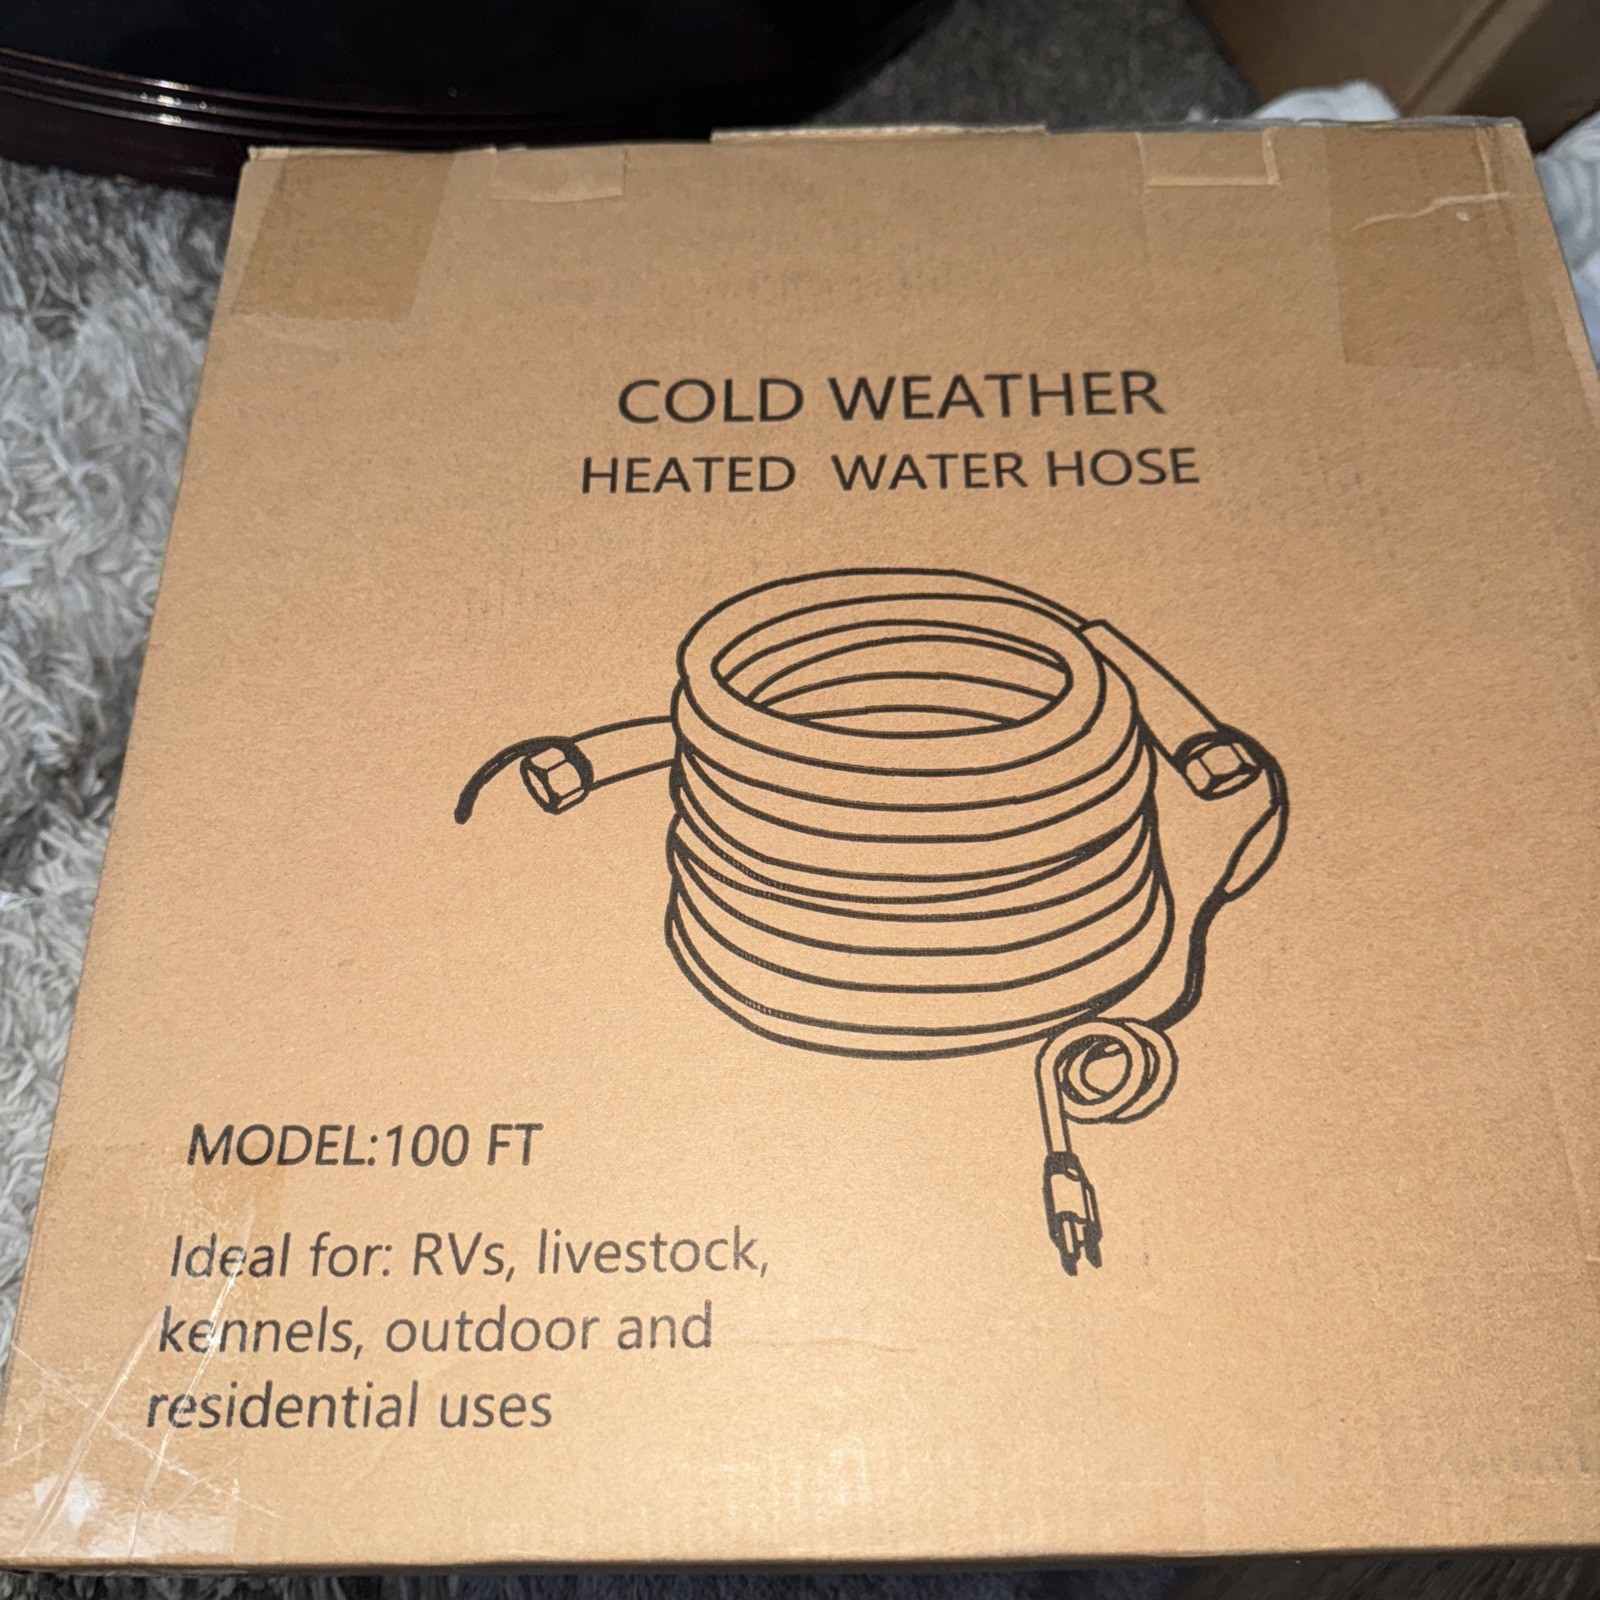 COLD WEATHER
HEATED WATER HOSE
MODEL:100 FT
Ideal for: RVs, livestock,
kennels, outdoor and
residential uses